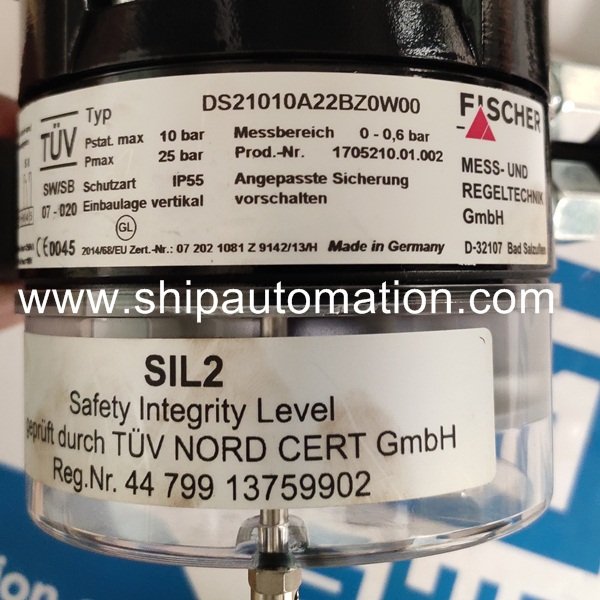 Typ DS21010A22BZ0W00
FISCHER
TÜV
Pstat. max 10 bar Messbereich 0 - 0,6 bar
Pmax 25 bar Prod.-Nr. 1705210.01.002
MESS- UND
REGELTECHNIK
GmbH
SW/SB Schutzart IP55 Angepasste Sicherung
07 - 020 Einbaulage vertikal vorschalten
GL
CE0045 2014/68/EU Zert.-Nr.: 07 202 1081 Z 9142/13/H Made in Germany D-32107 Bad
www.shipautomation.com
SIL2
Safety Integrity Level
geprüft durch TÜV NORD CERT GmbH
Reg.Nr. 44 799 13759902